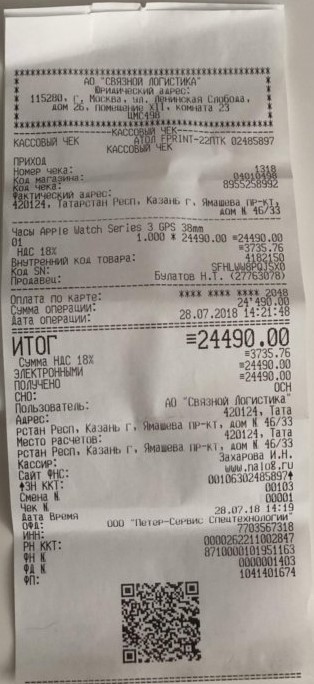 АО "СВЯЗНОЙ ЛОГИСТИКА"
Юридический адрес:
115280, г. Москва, ул. Ленинская Слобода,
дом 26, помещение XII, комната 23
ЦМС498
КАССОВЫЙ ЧЕК
КАССОВЫЙ ЧЕК АТОЛ FPRINT-22ПТК 02485897
КАССОВЫЙ ЧЕК
ПРИХОД
Номер чека: 1318
Код магазина: 04010498
Код чека: 8955258992
Фактический адрес:
420124, Татарстан Респ, Казань г, Ямашева пр-кт,
дом N 46/33
Часы Apple Watch Series 3 GPS 38mm
01 1.000 * 24490.00 =24490.00
НДС 18% =3735.76
Внутренний код товара: 4182150
Код SN: SFHLWW8PQJ5X0
Продавец: Булатов Н.Т. (27763078)
Оплата по карте: **** **** **** 2048
Сумма операции: 24'490.00
Дата операции: 28.07.2018 14:21:48
ИТОГ =24490.00
Сумма НДС 18% =3735.76
ЭЛЕКТРОННЫМИ =24490.00
ПОЛУЧЕНО =24490.00
СНО: ОСН
Пользователь: АО "СВЯЗНОЙ ЛОГИСТИКА"
Адрес: 420124, Тата
рстан Респ, Казань г, Ямашева пр-кт, дом N 46/33
Место расчетов: 420124, Тата
рстан Респ, Казань г, Ямашева пр-кт, дом N 46/33
Кассир: Захарова И.Н.
Сайт ФНС: www.nalog.ru
ЗН ККТ: 00106302485897
Смена N 00103
Чек N 00001
Дата Время 28.07.18 14:19
ОФД: ООО "Петер-Сервис Спецтехнологии"
ИНН: 7703567318
РН ККТ: 0000262211002847
ФН N 8710000101951163
ФД N 0000001403
ФП: 1041401674